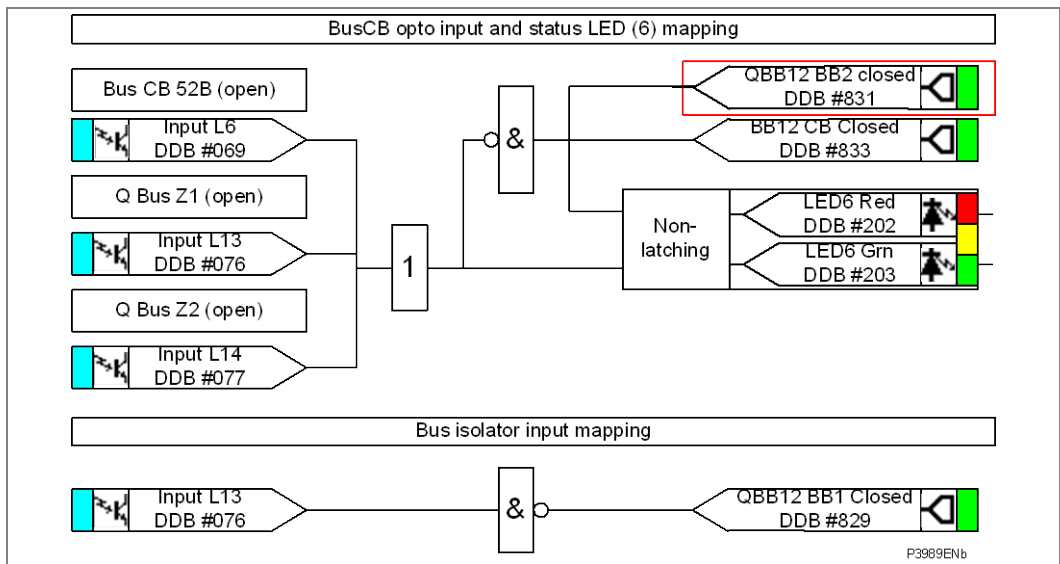 BusCB opto input and status LED (6) mapping
Bus CB 52B (open)
Input L6
DDB #069
Q Bus Z1 (open)
Input L13
DDB #076
Q Bus Z2 (open)
Input L14
DDB #077
1
&
QBB12 BB2 closed
DDB #831
BB12 CB Closed
DDB #833
Non-
latching
LED6 Red
DDB #202
LED6 Grn
DDB #203
Bus isolator input mapping
Input L13
DDB #076
&
QBB12 BB1 Closed
DDB #829
P3989ENb